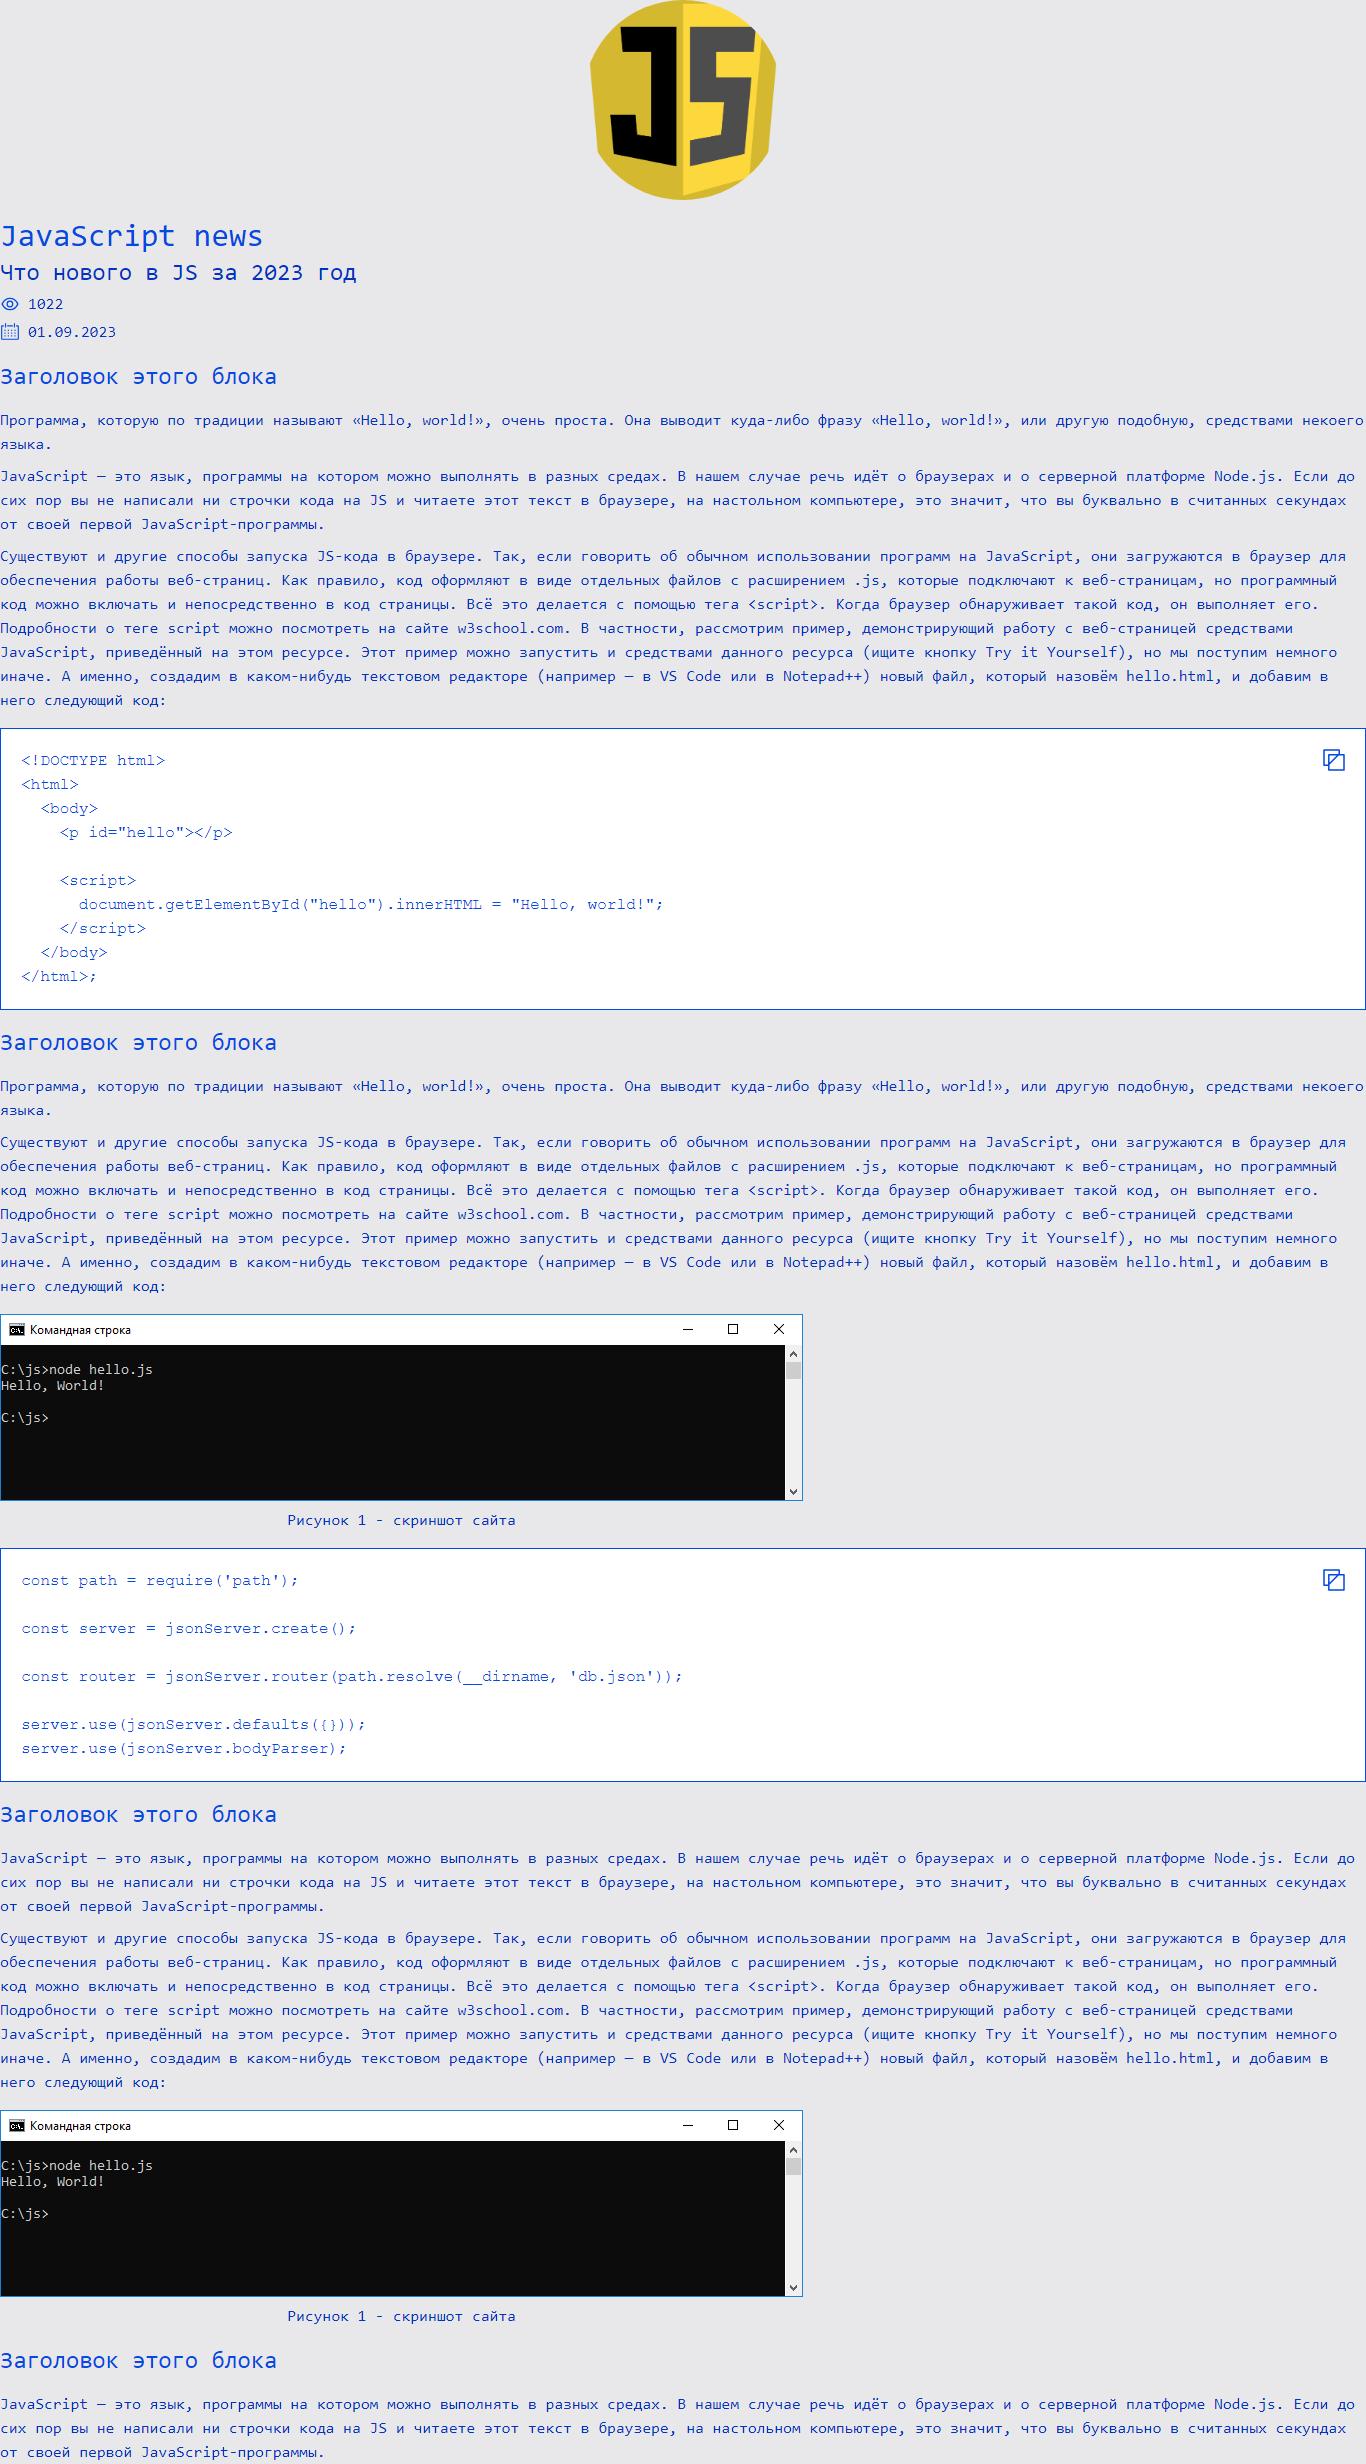 JS
JavaScript news
Что нового в JS за 2023 год
1022
01.09.2023
Заголовок этого блока
Программа, которую по традиции называют «Hello, world!», очень проста. Она выводит куда-либо фразу «Hello, world!», или другую подобную, средствами некоего
языка.
JavaScript — это язык, программы на котором можно выполнять в разных средах. В нашем случае речь идёт о браузерах и о серверной платформе Node.js. Если до
сих пор вы не написали ни строчки кода на JS и читаете этот текст в браузере, на настольном компьютере, это значит, что вы буквально в считанных секундах
от своей первой JavaScript-программы.
Существуют и другие способы запуска JS-кода в браузере. Так, если говорить об обычном использовании программ на JavaScript, они загружаются в браузер для
обеспечения работы веб-страниц. Как правило, код оформляют в виде отдельных файлов с расширением .js, которые подключают к веб-страницам, но программный
код можно включать и непосредственно в код страницы. Всё это делается с помощью тега <script>. Когда браузер обнаруживает такой код, он выполняет его.
Подробности о теге script можно посмотреть на сайте w3school.com. В частности, рассмотрим пример, демонстрирующий работу с веб-страницей средствами
JavaScript, приведённый на этом ресурсе. Этот пример можно запустить и средствами данного ресурса (ищите кнопку Try it Yourself), но мы поступим немного
иначе. А именно, создадим в каком-нибудь текстовом редакторе (например — в VS Code или в Notepad++) новый файл, который назовём hello.html, и добавим в
него следующий код:
<!DOCTYPE html>
<html>
  <body>
    <p id="hello"></p>

    <script>
      document.getElementById("hello").innerHTML = "Hello, world!";
    </script>
  </body>
</html>;
Заголовок этого блока
Программа, которую по традиции называют «Hello, world!», очень проста. Она выводит куда-либо фразу «Hello, world!», или другую подобную, средствами некоего
языка.
Существуют и другие способы запуска JS-кода в браузере. Так, если говорить об обычном использовании программ на JavaScript, они загружаются в браузер для
обеспечения работы веб-страниц. Как правило, код оформляют в виде отдельных файлов с расширением .js, которые подключают к веб-страницам, но программный
код можно включать и непосредственно в код страницы. Всё это делается с помощью тега <script>. Когда браузер обнаруживает такой код, он выполняет его.
Подробности о теге script можно посмотреть на сайте w3school.com. В частности, рассмотрим пример, демонстрирующий работу с веб-страницей средствами
JavaScript, приведённый на этом ресурсе. Этот пример можно запустить и средствами данного ресурса (ищите кнопку Try it Yourself), но мы поступим немного
иначе. А именно, создадим в каком-нибудь текстовом редакторе (например — в VS Code или в Notepad++) новый файл, который назовём hello.html, и добавим в
него следующий код:
Командная строка
C:\js>node hello.js
Hello, World!
C:\js>
Рисунок 1 - скриншот сайта
const path = require('path');
const server = jsonServer.create();
const router = jsonServer.router(path.resolve(__dirname, 'db.json'));
server.use(jsonServer.defaults({}));
server.use(jsonServer.bodyParser);
Заголовок этого блока
JavaScript — это язык, программы на котором можно выполнять в разных средах. В нашем случае речь идёт о браузерах и о серверной платформе Node.js. Если до
сих пор вы не написали ни строчки кода на JS и читаете этот текст в браузере, на настольном компьютере, это значит, что вы буквально в считанных секундах
от своей первой JavaScript-программы.
Существуют и другие способы запуска JS-кода в браузере. Так, если говорить об обычном использовании программ на JavaScript, они загружаются в браузер для
обеспечения работы веб-страниц. Как правило, код оформляют в виде отдельных файлов с расширением .js, которые подключают к веб-страницам, но программный
код можно включать и непосредственно в код страницы. Всё это делается с помощью тега <script>. Когда браузер обнаруживает такой код, он выполняет его.
Подробности о теге script можно посмотреть на сайте w3school.com. В частности, рассмотрим пример, демонстрирующий работу с веб-страницей средствами
JavaScript, приведённый на этом ресурсе. Этот пример можно запустить и средствами данного ресурса (ищите кнопку Try it Yourself), но мы поступим немного
иначе. А именно, создадим в каком-нибудь текстовом редакторе (например — в VS Code или в Notepad++) новый файл, который назовём hello.html, и добавим в
него следующий код:
Командная строка
C:\js>node hello.js
Hello, World!
C:\js>
Рисунок 1 - скриншот сайта
Заголовок этого блока
JavaScript — это язык, программы на котором можно выполнять в разных средах. В нашем случае речь идёт о браузерах и о серверной платформе Node.js. Если до
сих пор вы не написали ни строчки кода на JS и читаете этот текст в браузере, на настольном компьютере, это значит, что вы буквально в считанных секундах
от своей первой JavaScript-программы.